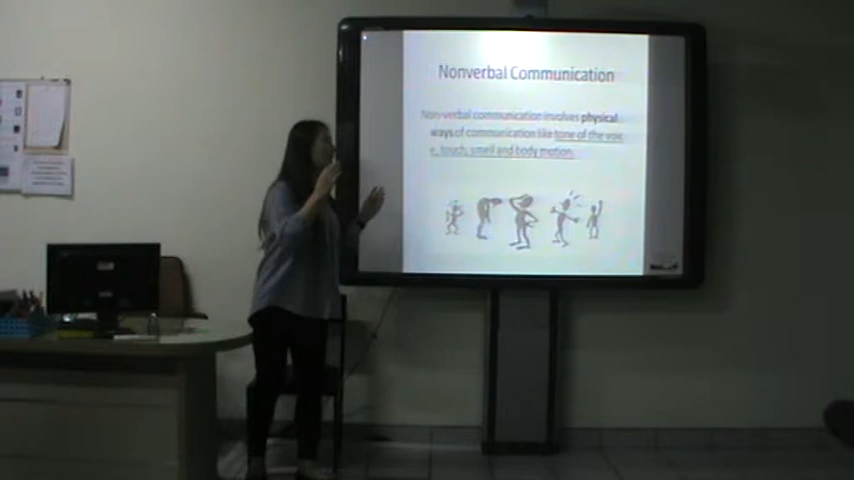 Nonverbal Communication
Non-verbal communication involves physical
ways of communication like tone of the voic
e, touch, smell and body motion.